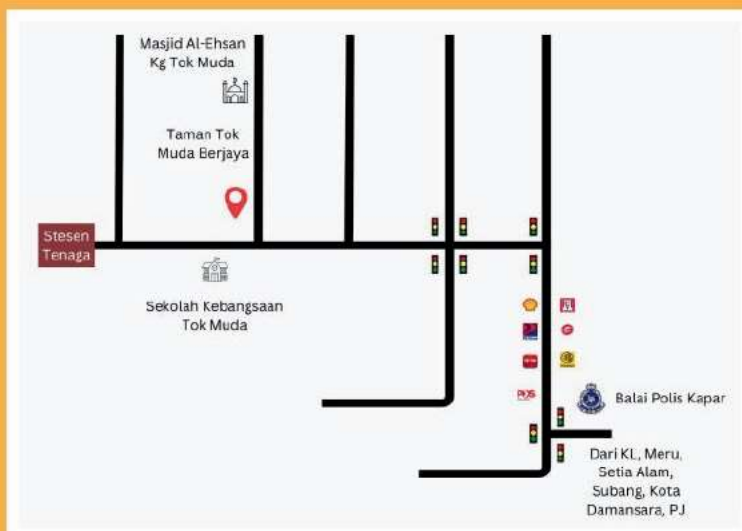 Masjid Al-Ehsan
Kg Tok Muda
Taman Tok
Muda Berjaya
Stesen
Tenaga
Sekolah Kebangsaan
Tok Muda
POS
Balai Polis Kapar
Dari KL, Meru,
Setia Alam,
Subang, Kota
Damansara, PJ